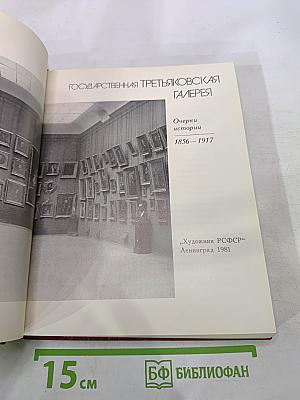 ГОСУДАРСТВЕННАЯ ТРЕТЬЯКОВСКАЯ
ГАЛЕРЕЯ
Очерки
истории
1856—1917
„Художник РСФСР“
Ленинград 1981
15 см
БФ БИБЛИОФАН